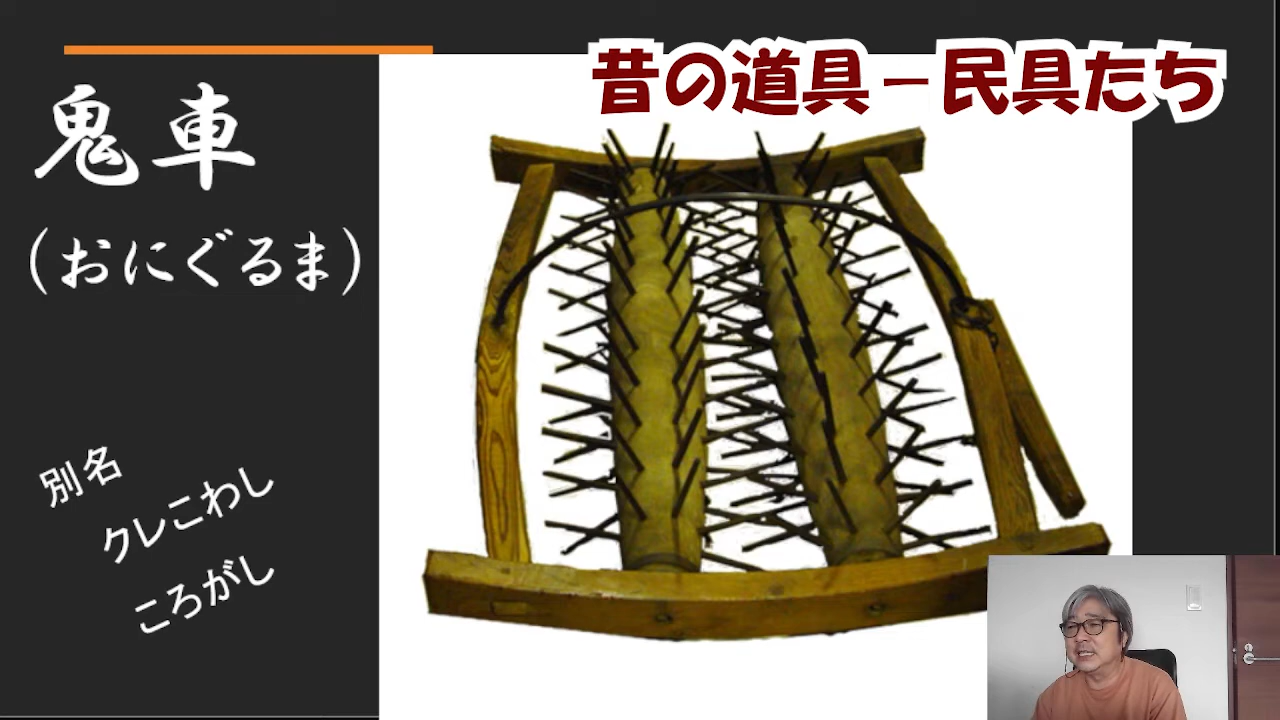 昔の道具－民具たち
鬼車
（おにぐるま）
別名
クレこわし
ころがし